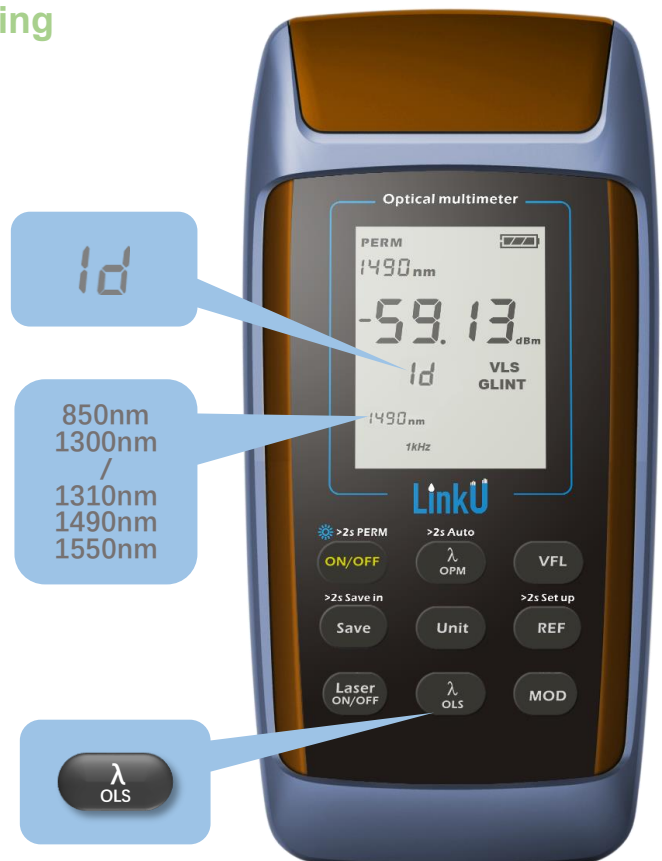 ing
Optical multimeter
PERM
1490nm
-59.13dBm
1d
VLS
GLINT
1490nm
1kHz
LinkU
>2s PERM
>2s Auto
ON/OFF
λ
OPM
VFL
>2s Save in
>2s Set up
Save
Unit
REF
Laser
ON/OFF
λ
OLS
MOD
1d
850nm
1300nm
/
1310nm
1490nm
1550nm
λ
OLS